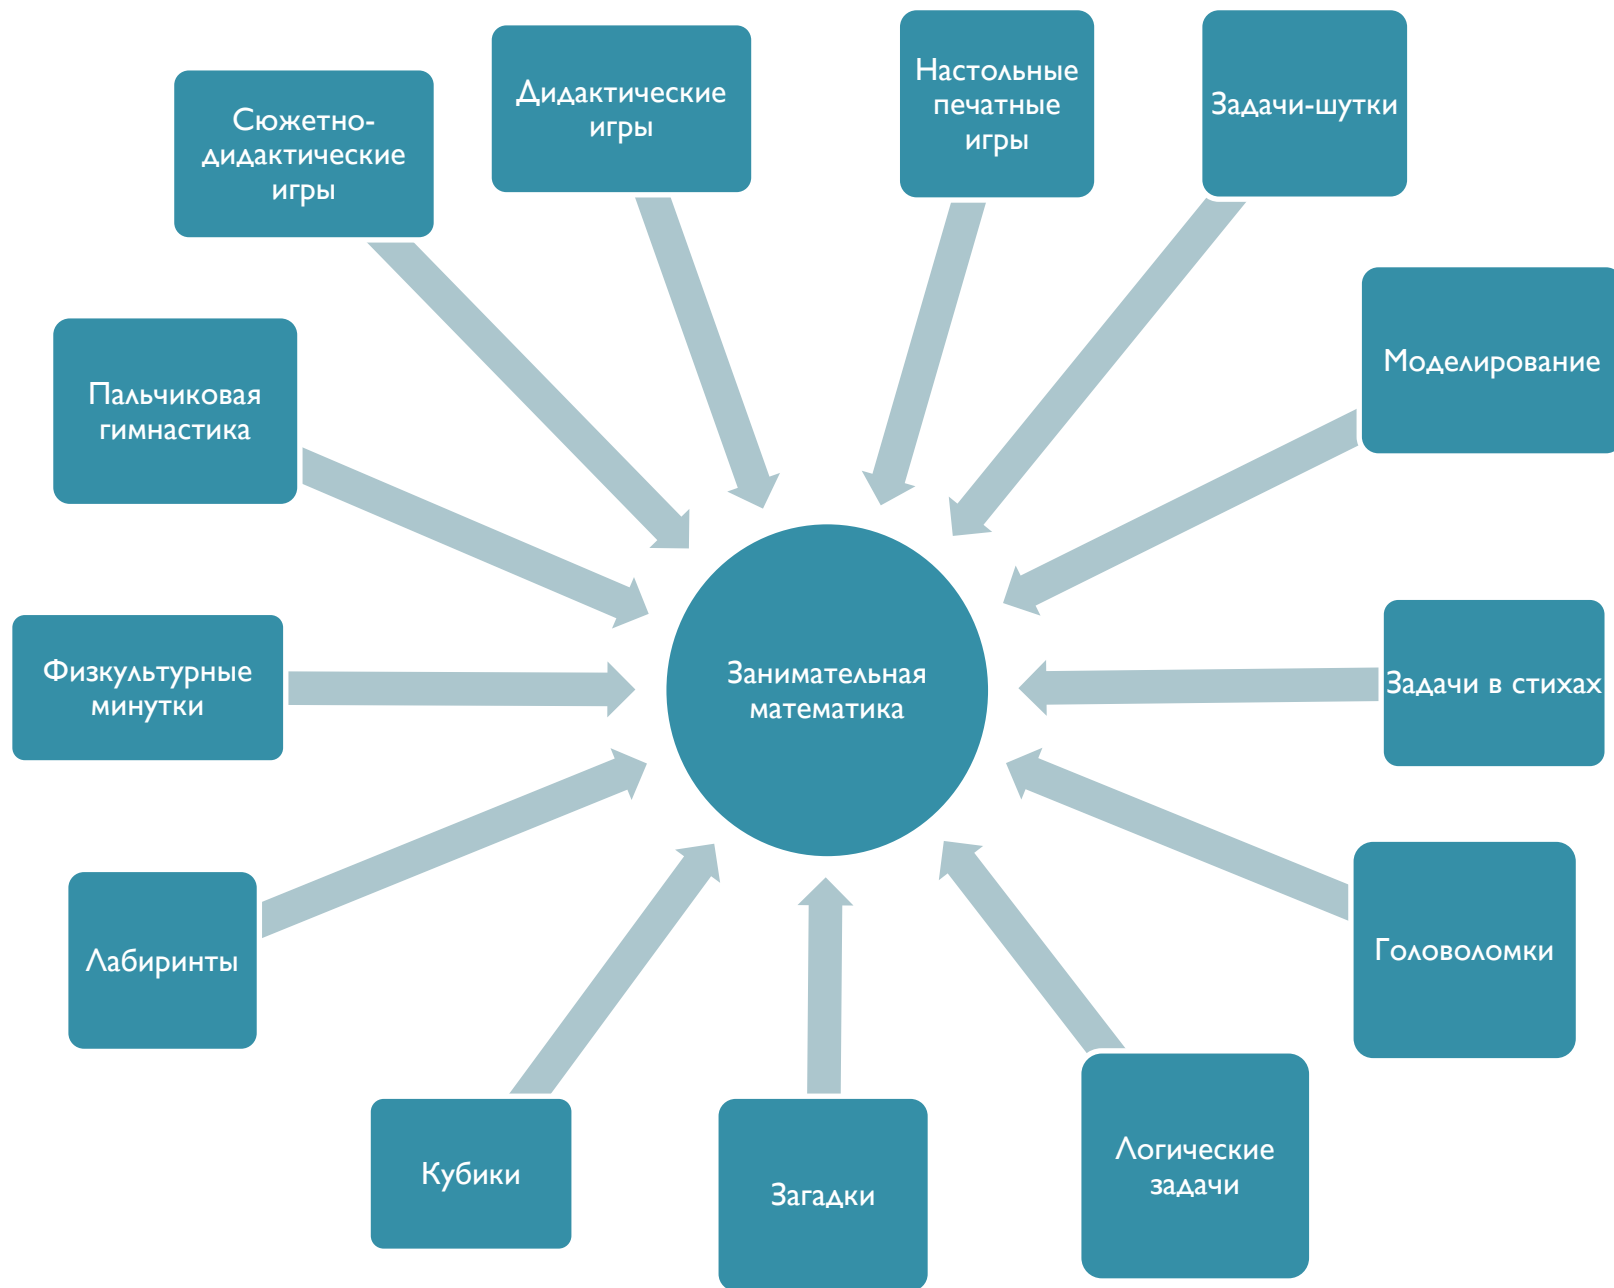 Сюжетно-
дидактические
игры
Дидактические
игры
Настольные
печатные
игры
Задачи-шутки
Моделирование
Пальчиковая
гимнастика
Физкультурные
минутки
Занимательная
математика
Задачи в стихах
Лабиринты
Головоломки
Кубики
Загадки
Логические
задачи